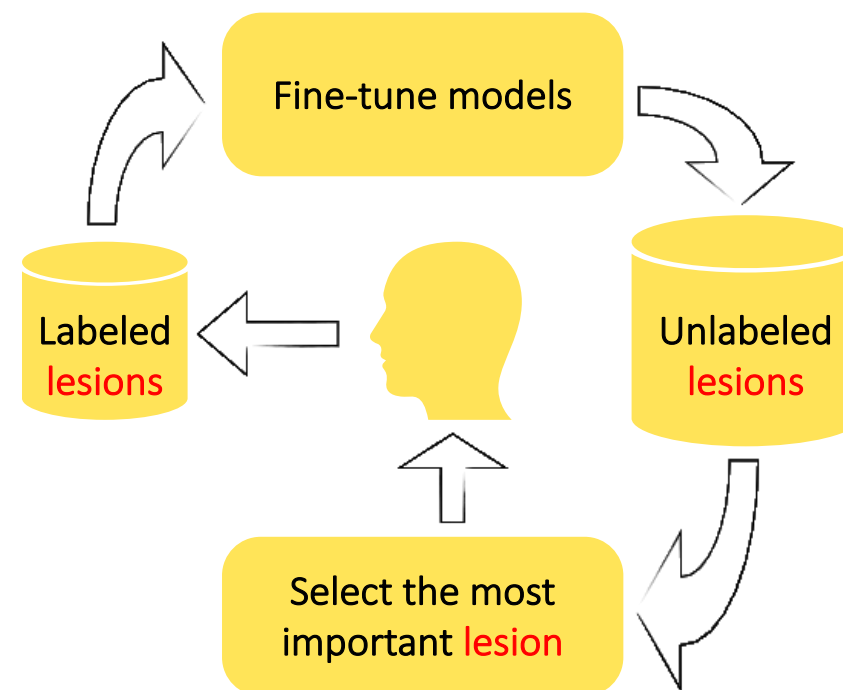 Fine-tune models
Labeled
lesions
Unlabeled
lesions
Select the most
important lesion